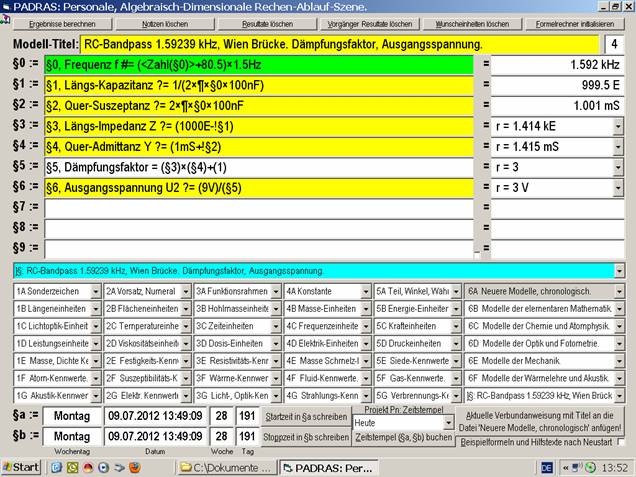 PADRAS: Personale, Algebraisch-Dimensionale Rechen-Ablauf-Szene.
Ergebnisse berechnen Notizen löschen Resultate löschen Vorgänger Resultate löschen Wunscheinheiten löschen Formelrechner initialisieren
Modell-Titel: RC-Bandpass 1.59239 kHz, Wien Brücke. Dämpfungsfaktor, Ausgangsspannung. 4
§0 := §0, Frequenz f #= (<Zahl(§0)>+80.5)×1.5Hz = 1.592 kHz
§1 := §1, Längs-Kapazitanz ?= 1/(2×¶×§0×100nF) = 999.5 E
§2 := §2, Quer-Suszeptanz ?= 2×¶×§0×100nF = 1.001 mS
§3 := §3, Längs-Impedanz Z ?= (1000E-!§1) = r = 1.414 kE
§4 := §4, Quer-Admittanz Y ?= (1mS+!§2) = r = 1.415 mS
§5 := §5, Dämpfungsfaktor = (§3)×(§4)+(1) = r = 3
§6 := §6, Ausgangsspannung U2 ?= (9V)/(§5) = r = 3 V
§7 := =
§8 := =
§9 := =
]§: RC-Bandpass 1.59239 kHz, Wien Brücke. Dämpfungsfaktor, Ausgangsspannung.
1A Sonderzeichen 2A Vorsatz, Numeral 3A Funktionsrahmen 4A Konstante 5A Teil, Winkel, Währu 6A Neuere Modelle, chronologisch.
1B Längeneinheiten 2B Flächeneinheiten 3B Hohlmasseinheite 4B Masse-Einheiten 5B Energie-Einheiter 6B Modelle der elementaren Mathematik.
1C Lichtoptik-Einheit 2C Temperatureinhe 3C Zeiteinheiten 4C Frequenzeinheite 5C Krafteinheiten 6C Modelle der Chemie und Atomphysik.
1D Leistungseinheite 2D Viskositätseinheit 3D Dosis-Einheiten 4D Elektrik-Einheiten 5D Druckeinheiten 6D Modelle der Optik und Fotometrie.
1E Masse, Dichte Ke 2E Festigkeits-Kenn 3E Resistivitäts-Ker 4E Masse Schmelz-I 5E Siede-Kennwerte. 6E Modelle der Mechanik.
1F Atom-Kennwerte. 2F Suszeptibilitäts-K 3F Wärme-Kennwer 4F Fluid-Kennwerte. 5F Gas-Kennwerte. 6F Modelle der Wärmelehre und Akustik.
1G Akustik-Kennwer 2G Elektr. Kennwert 3G Licht-, Optik-Ker 4G Strahlungs-Kenn 5G Verbrennungs-K ]§: RC-Bandpass 1.59239 kHz, Wien Brück
§a := Montag 09.07.2012 13:49:09 28 191 Startzeit in §a schreiben Projekt Pn: Zeitstempel Heute Aktuelle Verbundanweisung mit Titel an die Datei 'Neuere Modelle, chronologisch' anfügen!
§b := Montag 09.07.2012 13:49:09 28 191 Stoppzeit in §b schreiben Zeitstempel (§a, §b) buchen Beispielformeln und Hilfstexte nach Neustart
Wochentag Datum Woche Tag
Start C:\Dokumente ... PADRAS: Per... DE 13:52